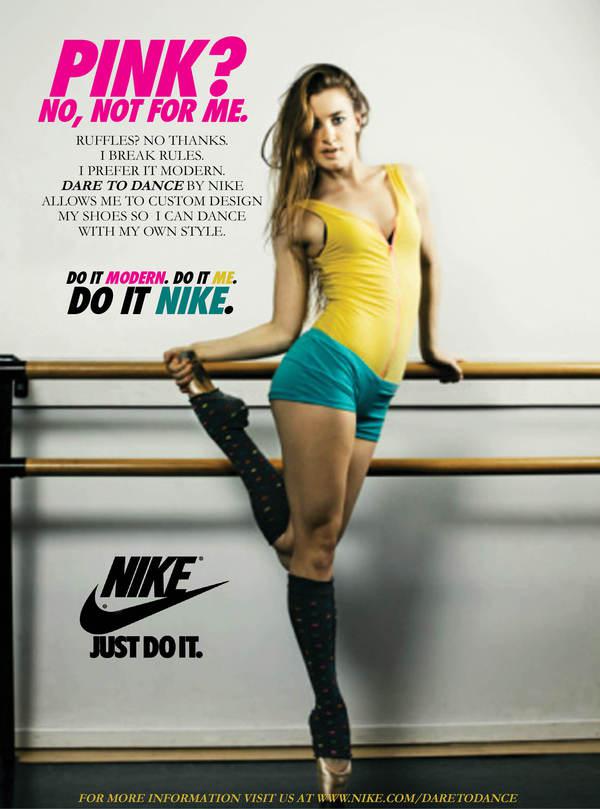 PINK?
NO, NOT FOR ME.
RUFFLES? NO THANKS.
I BREAK RULES.
I PREFER IT MODERN.
DARE TO DANCE BY NIKE
ALLOWS ME TO CUSTOM DESIGN
MY SHOES SO I CAN DANCE
WITH MY OWN STYLE.
DO IT MODERN. DO IT ME.
DO IT NIKE.
NIKE®
®
JUST DO IT.
FOR MORE INFORMATION VISIT US AT WWW.NIKE.COM/DARETODANCE